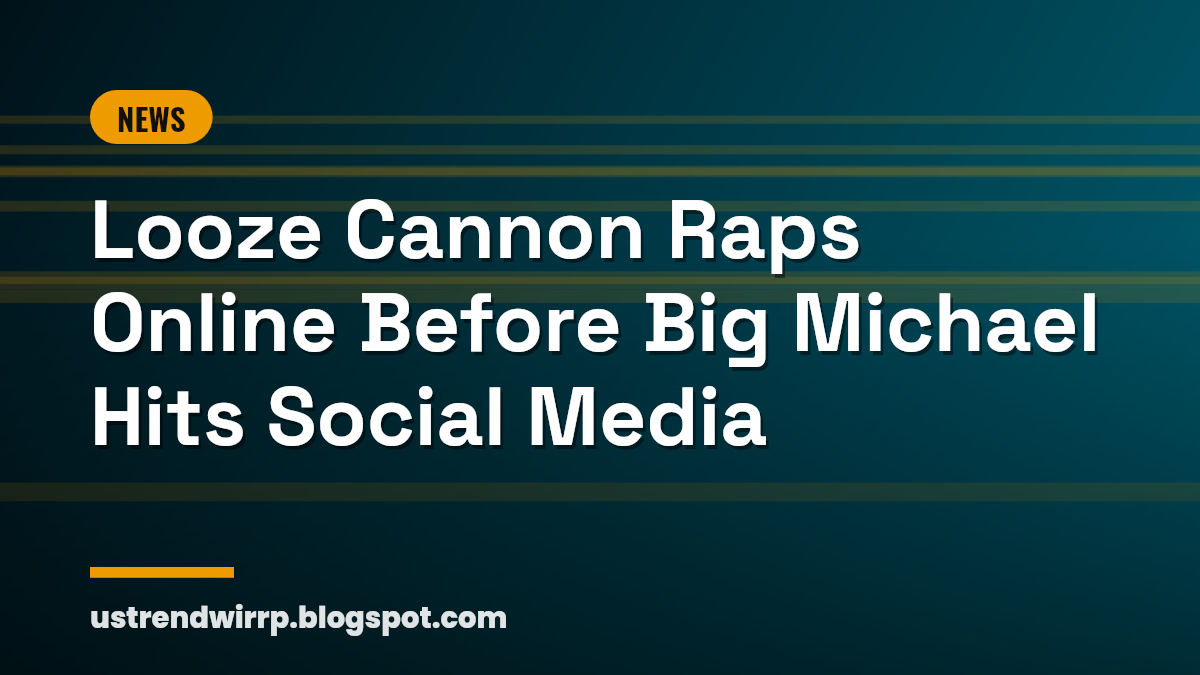 NEWS
Looze Cannon Raps
Online Before Big Michael
Hits Social Media
ustrendwirrp.blogspot.com